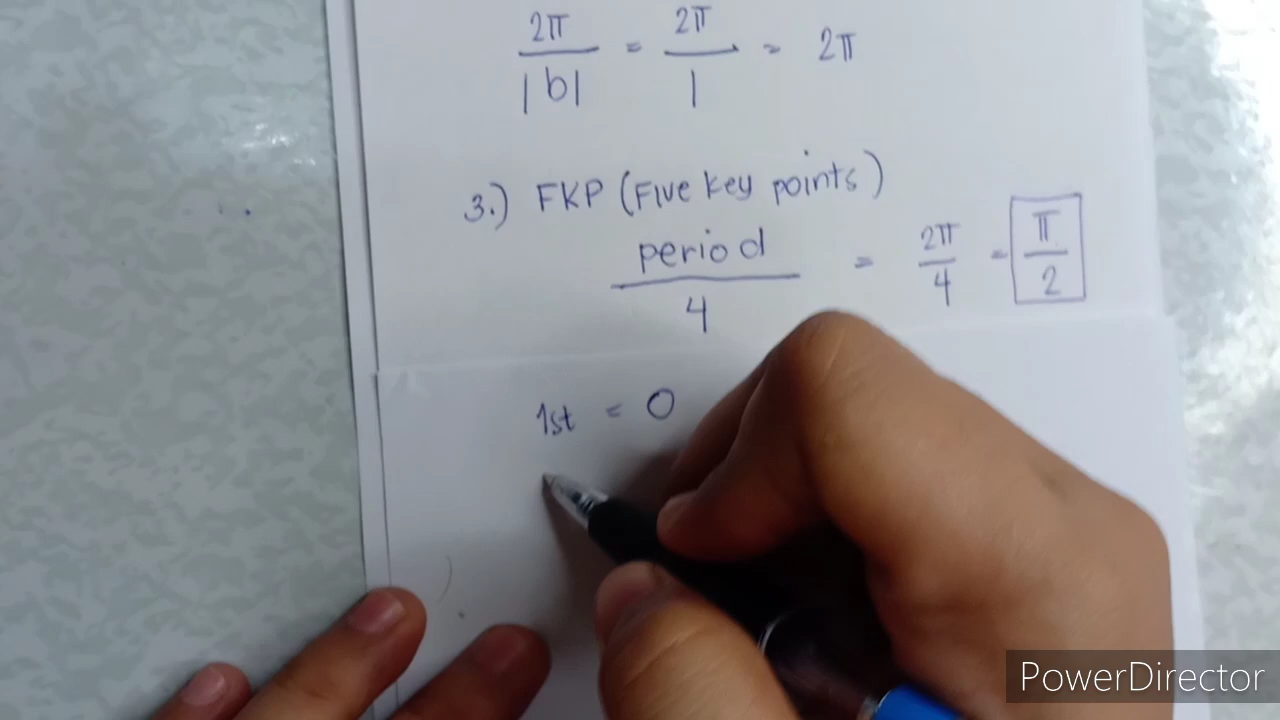 2π/|b| = 2π/1 = 2π
3.) FKP (Five key points)
period/4 = 2π/4 = π/2
1st = 0
PowerDirector